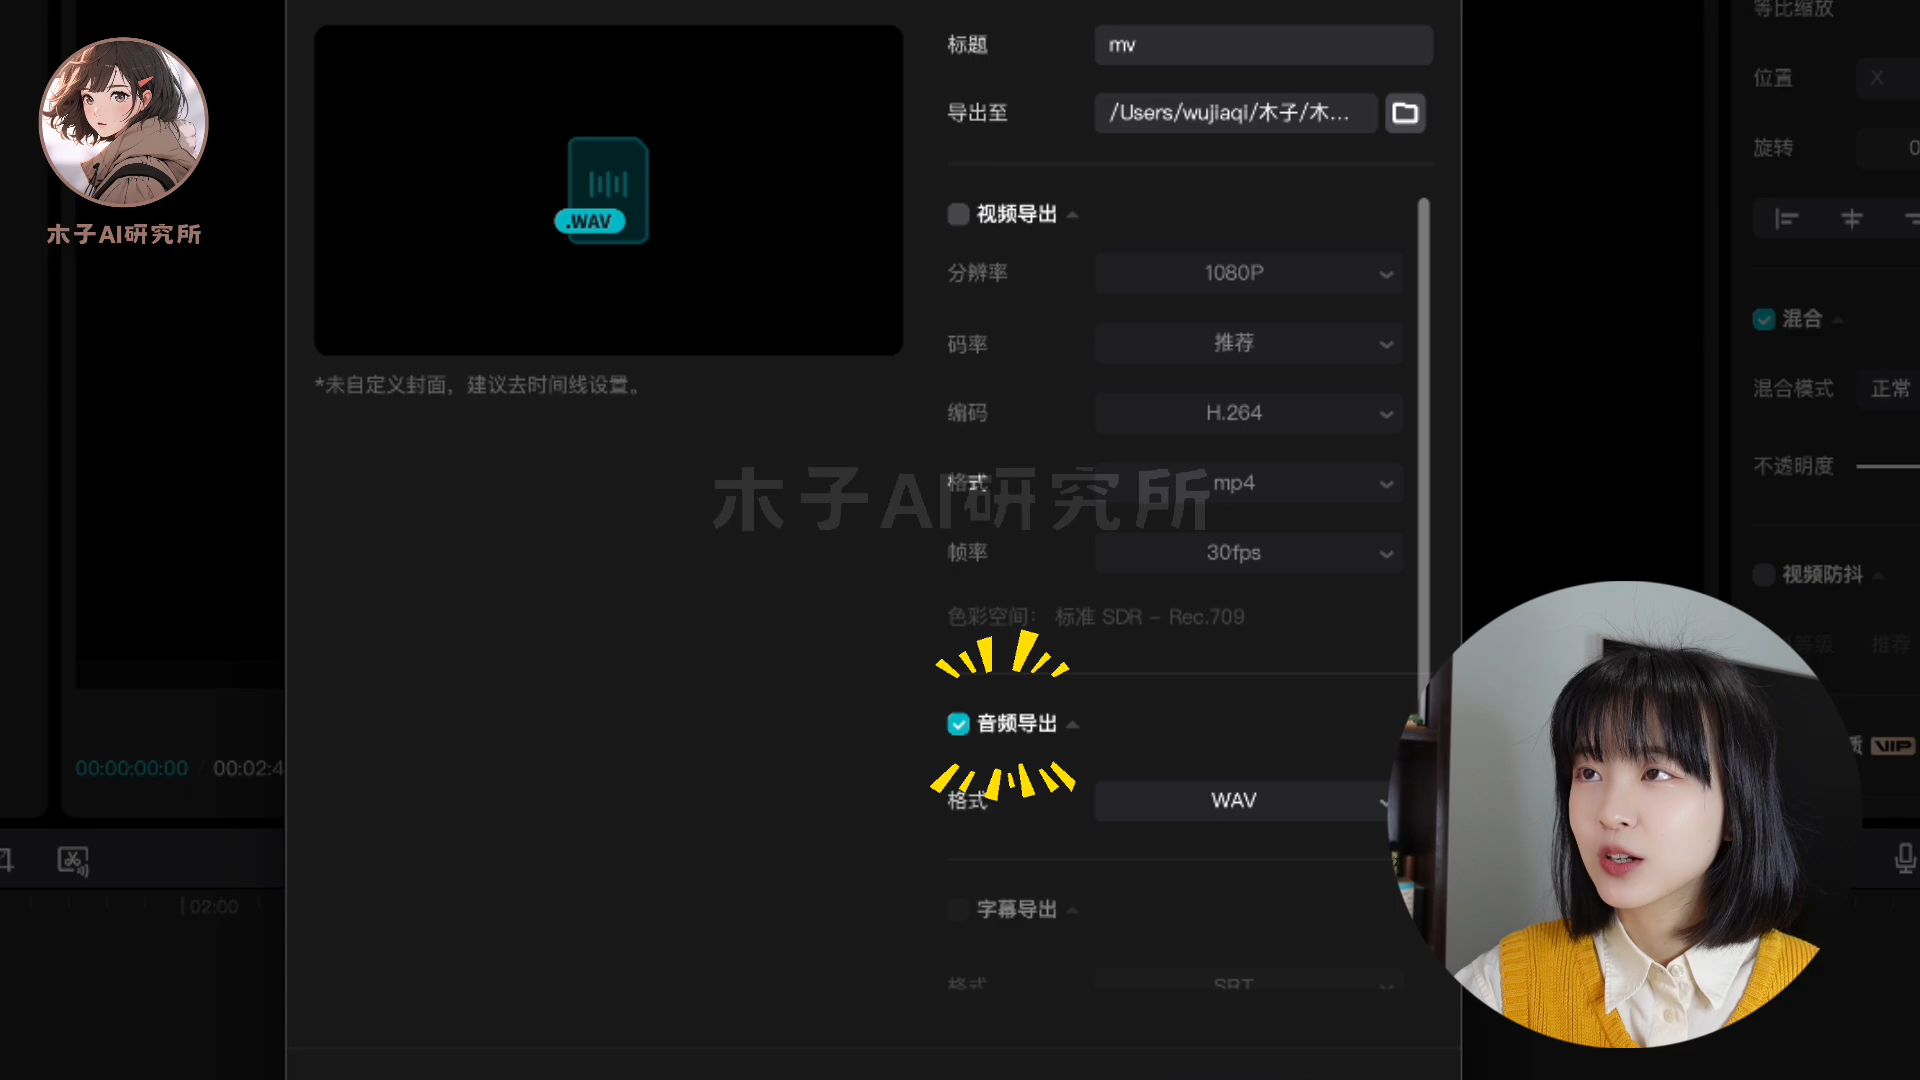 木子AI研究所
标题
mv
导出至
/Users/wujiaqi/木子/木...
.WAV
*未自定义封面，建议去时间线设置。
视频导出
分辨率
1080P
码率
推荐
编码
H.264
格式
mp4
木子AI研究所
帧率
30fps
色彩空间： 标准 SDR – Rec.709
音频导出
格式
WAV
字幕导出
格式
SRT
等比缩放
位置
X
旋转
0
混合
混合模式
正常
不透明度
视频防抖
等级
推荐
质
VIP
00:00:00:00 / 00:02:4
02:00